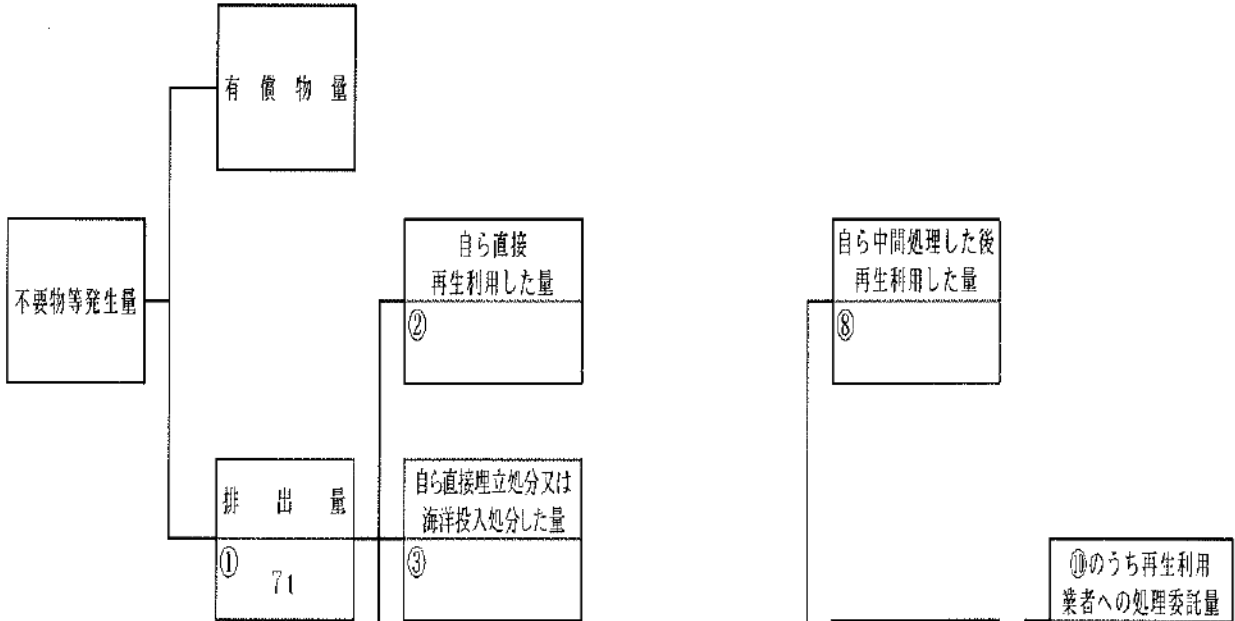 有償物量
不要物等発生量
自ら直接
再生利用した量
②
自ら中間処理した後
再生利用した量
⑧
排出量
①
7t
自ら直接埋立処分又は
海洋投入処分した量
③
⑩のうち再生利用
業者への処理委託量